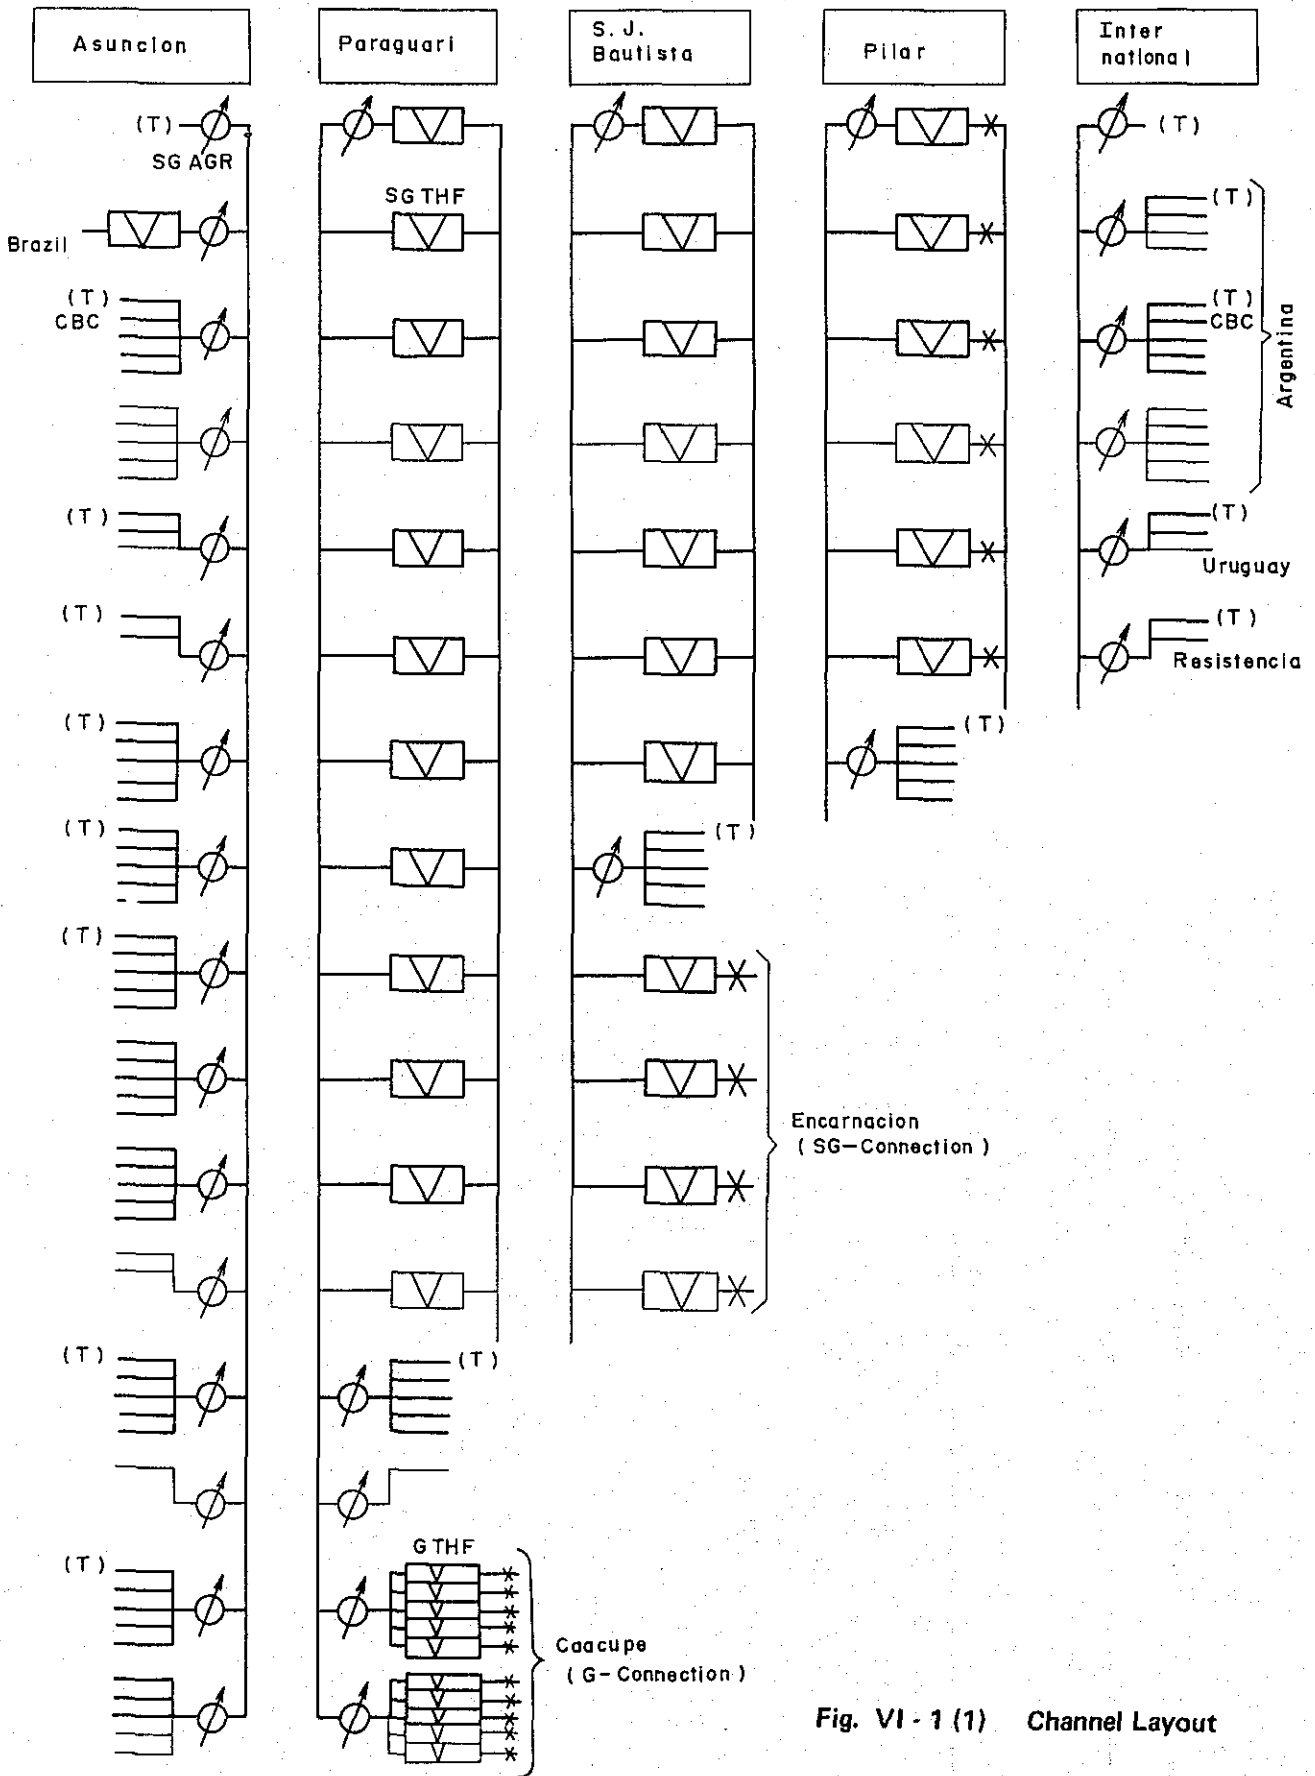 Asuncion
Paraguari
S. J.
Bautista
Pilar
Inter
national
(T)
SG AGR
(T)
SG THF
(T)
Brazil
(T)
CBC
(T)
CBC
Argentina
(T)
(T)
Uruguay
(T)
(T)
Resistencia
(T)
(T)
(T)
(T)
(T)
Encarnacion
(SG-Connection)
(T)
(T)
G THF
(T)
Caacupe
(G-Connection)
Fig. VI - 1 (1) Channel Layout